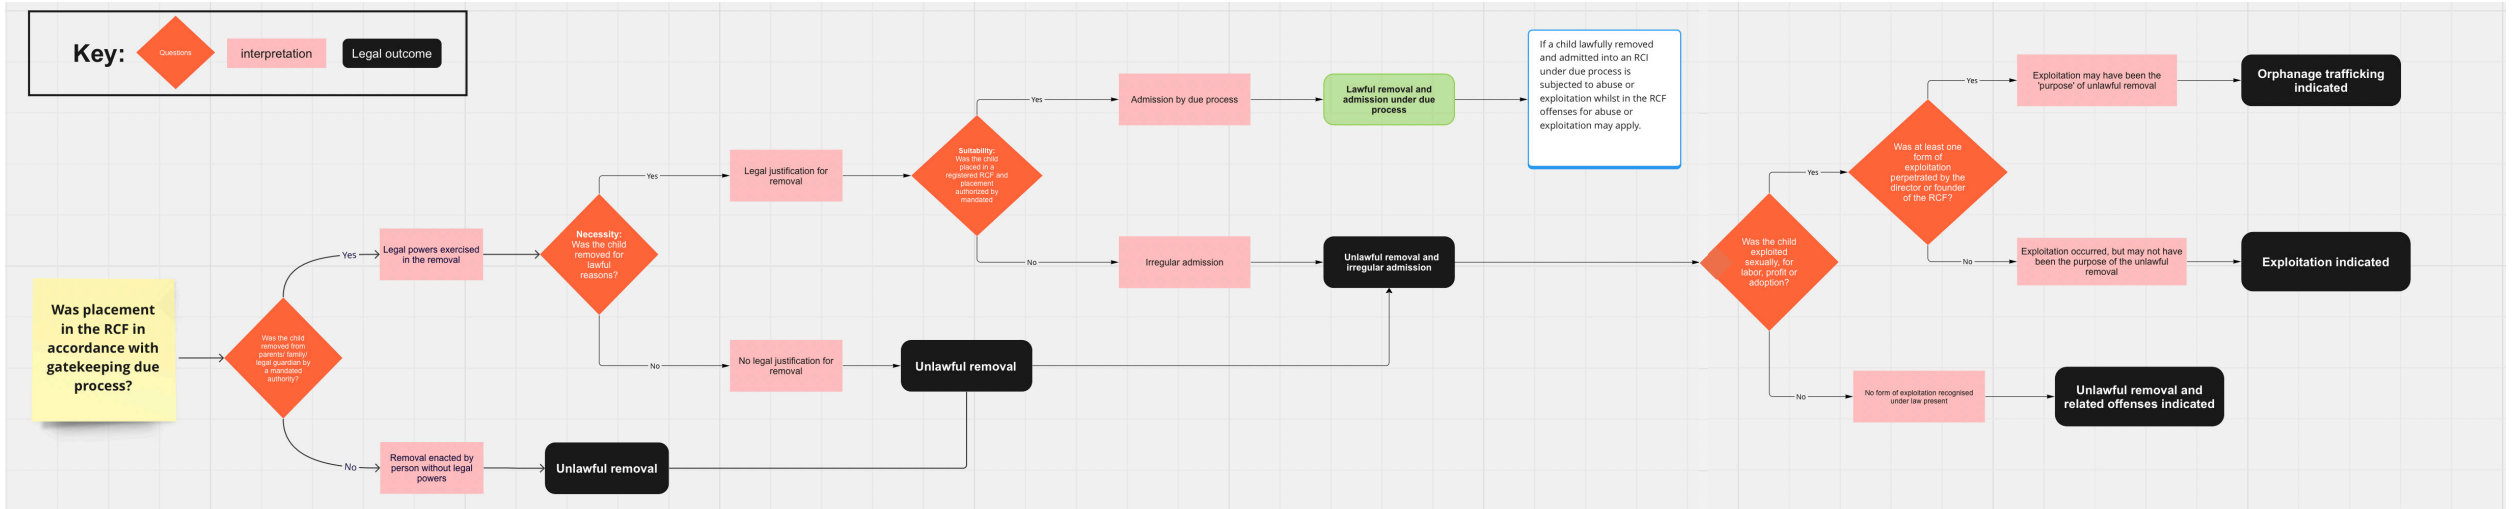 Key:
Questions
interpretation
Legal outcome
Was placement
in the RCF in
accordance with
gatekeeping due
process?
Was the child
removed from
parents/ family/
legal guardian by
a mandated
authority?
Yes
Legal powers exercised
in the removal
No
Removal enacted by
person without legal
powers
Unlawful removal
Necessity:
Was the child
removed for
lawful
reasons?
Yes
Legal justification for
removal
No
No legal justification for
removal
Unlawful removal
Suitability:
Was the child
placed in a
registered RCF and
placement
authorized by
mandated
Yes
Admission by due process
Lawful removal and
admission under due
process
If a child lawfully removed
and admitted into an RCI
under due process is
subjected to abuse or
exploitation whilst in the RCF
offenses for abuse or
exploitation may apply.
No
Irregular admission
Unlawful removal and
irregular admission
Was the child
exploited
sexually, for
labor, profit or
adoption?
Yes
Was at least one
form of
exploitation
perpetrated by the
director or founder
of the RCF?
Yes
Exploitation may have been the
'purpose' of unlawful removal
Orphanage trafficking
indicated
No
Exploitation occurred, but may not have
been the purpose of the unlawful
removal
Exploitation indicated
No
No form of exploitation recognised
under law present
Unlawful removal and
related offenses indicated